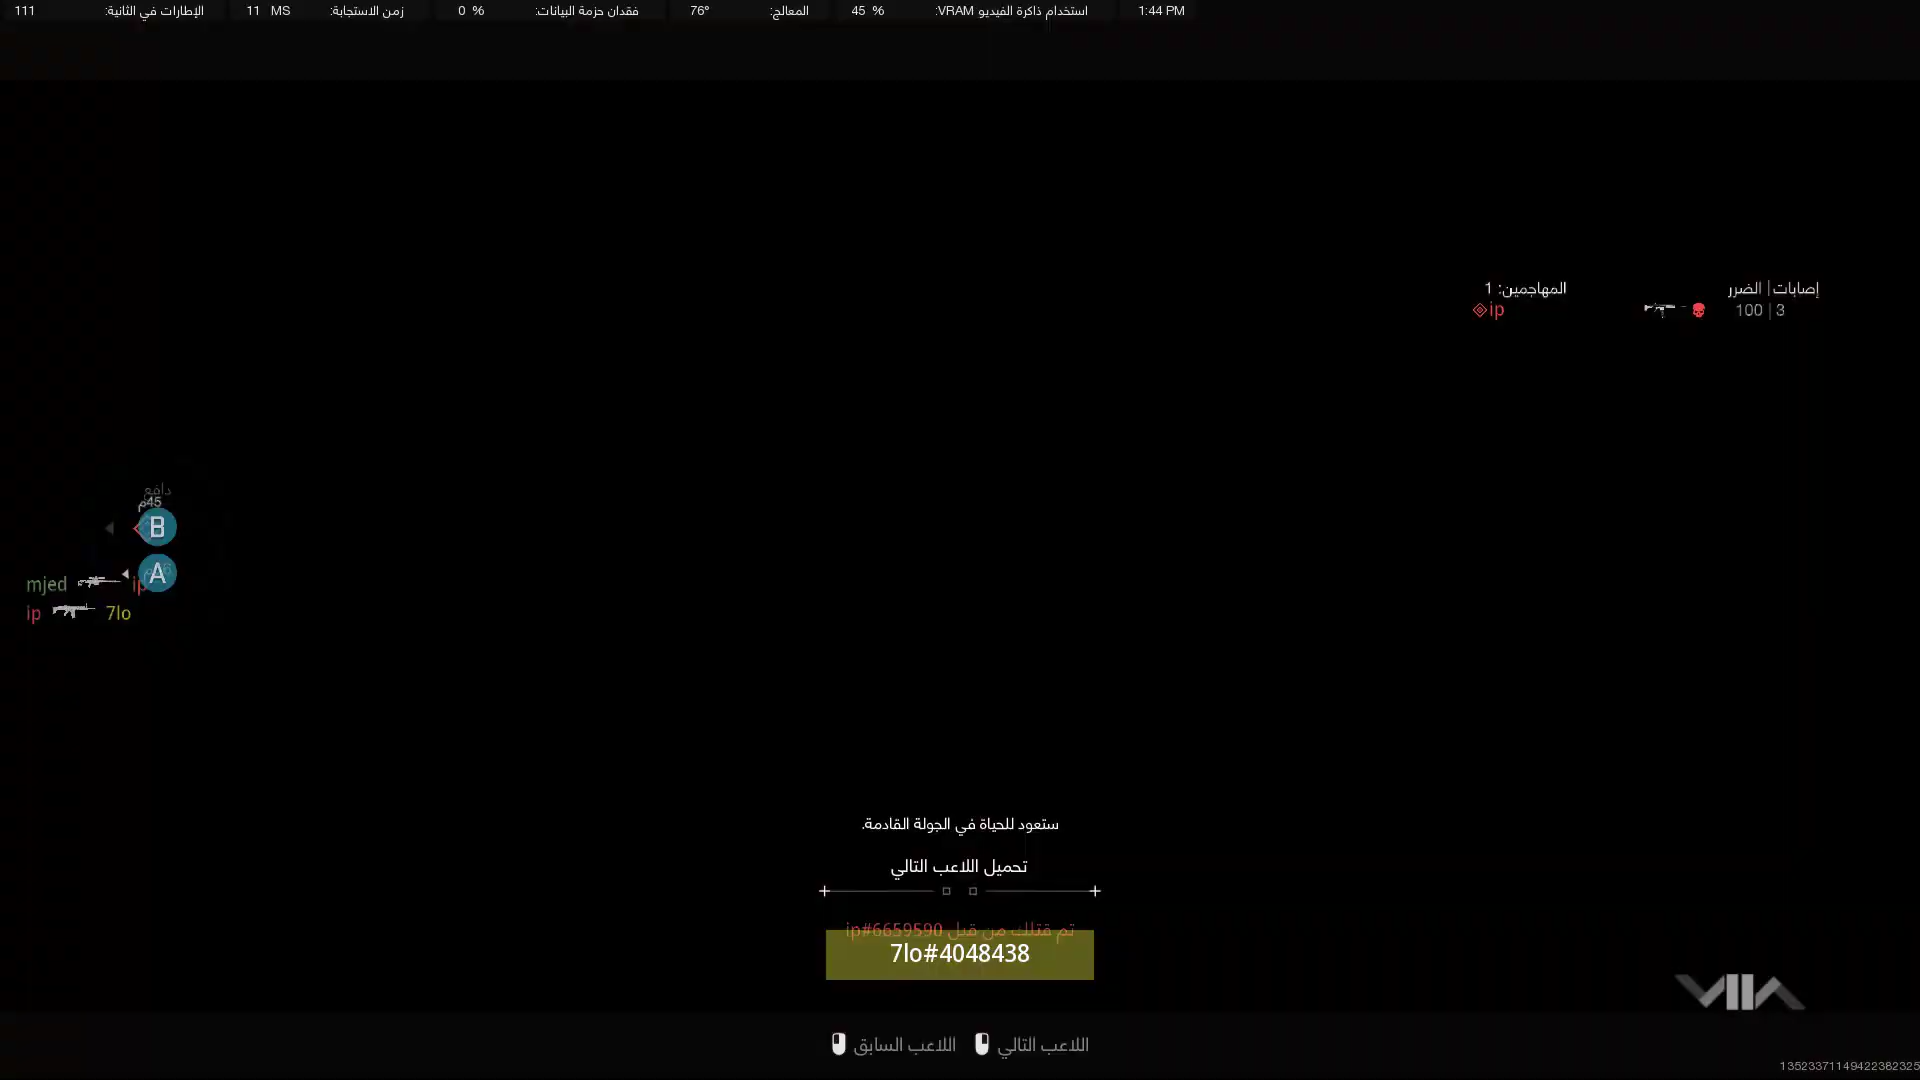 الإطارات في الثانية: 111
زمن الاستجابة: 11 MS
فقدان حزمة البيانات: 0 %
المعالج: 76°
استخدام ذاكرة الفيديو VRAM: 45 %
1:44 PM
إصابات | الضرر
المهاجمين: 1
ip
3 | 100
دافع
45م
B
A
mjed ip
ip 7lo
ستعود للحياة في الجولة القادمة.
تحميل اللاعب التالي
تم قتلك من قبل ip#6659590
7lo#4048438
اللاعب التالي
اللاعب السابق
13523371149422382325